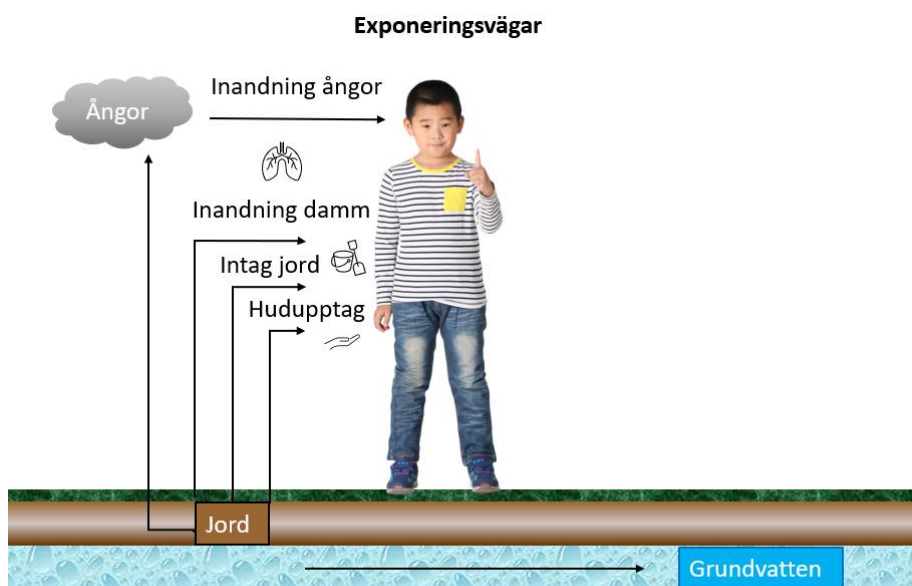 Exponeringsvägar
Inandning ångor
Ångor
Inandning damm
Intag jord
Hudupptag
Jord
Grundvatten